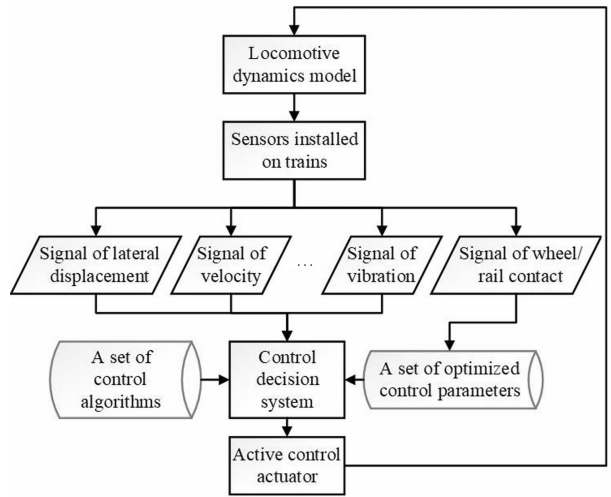 Locomotive
dynamics model
Sensors installed
on trains
Signal of lateral
displacement
Signal of
velocity
...
Signal of
vibration
Signal of wheel/
rail contact
A set of
control
algorithms
Control
decision
system
A set of optimized
control parameters
Active control
actuator